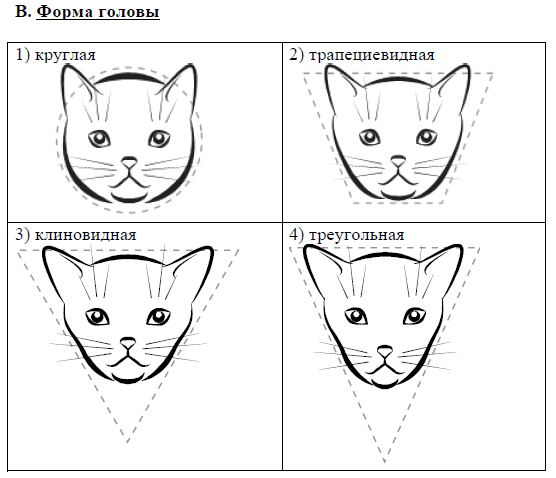 В. Форма головы
1) круглая
2) трапециевидная
3) клиновидная
4) треугольная